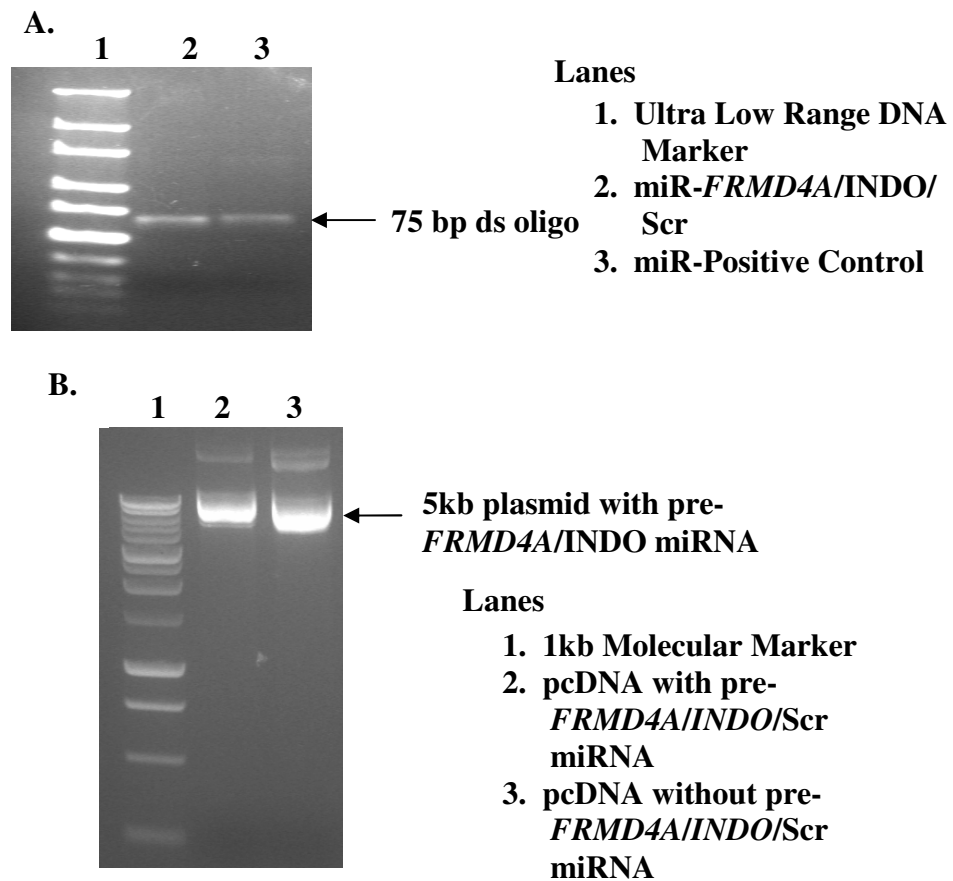 A.
1 2 3
75 bp ds oligo
Lanes
1. Ultra Low Range DNA
Marker
2. miR-FRMD4A/INDO/
Scr
3. miR-Positive Control
B.
1 2 3
5kb plasmid with pre-
FRMD4A/INDO miRNA
Lanes
1. 1kb Molecular Marker
2. pcDNA with pre-
FRMD4A/INDO/Scr
miRNA
3. pcDNA without pre-
FRMD4A/INDO/Scr
miRNA